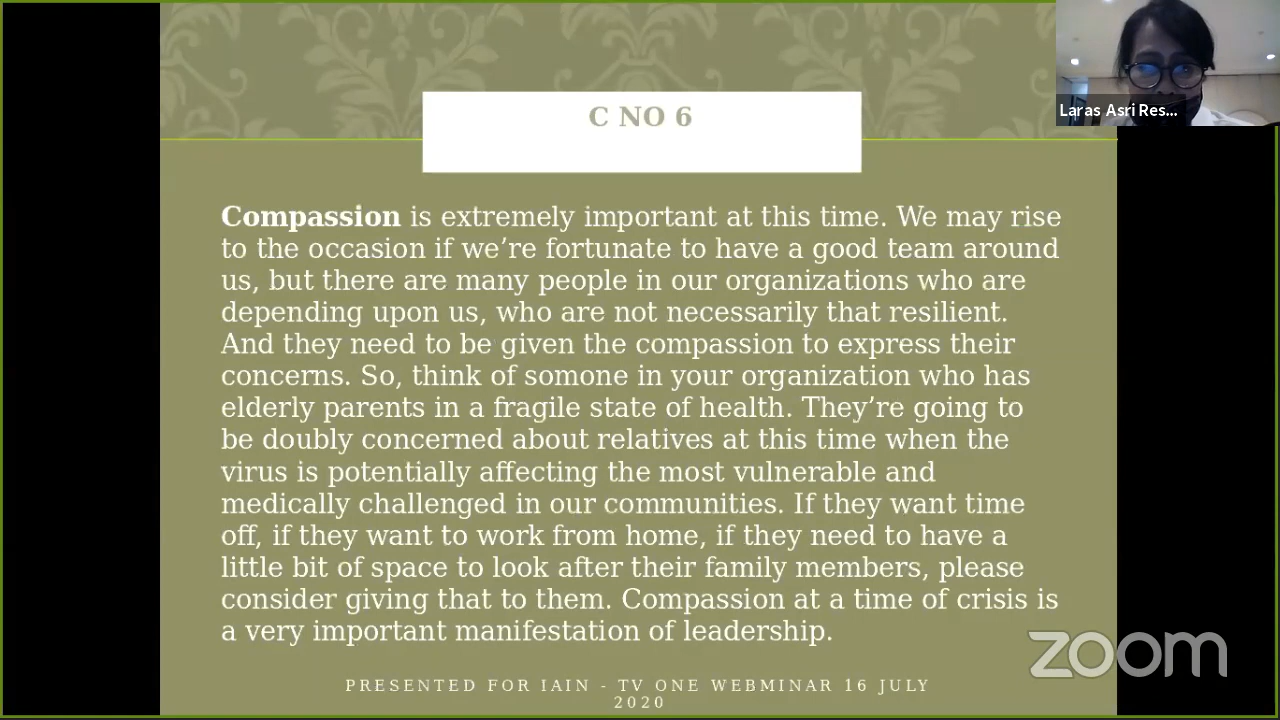 C NO 6
Laras Asri Res...
Compassion is extremely important at this time. We may rise
to the occasion if we’re fortunate to have a good team around
us, but there are many people in our organizations who are
depending upon us, who are not necessarily that resilient.
And they need to be given the compassion to express their
concerns. So, think of somone in your organization who has
elderly parents in a fragile state of health. They’re going to
be doubly concerned about relatives at this time when the
virus is potentially affecting the most vulnerable and
medically challenged in our communities. If they want time
off, if they want to work from home, if they need to have a
little bit of space to look after their family members, please
consider giving that to them. Compassion at a time of crisis is
a very important manifestation of leadership.
zoom
PRESENTED FOR IAIN - TV ONE WEBMINAR 16 JULY
2020